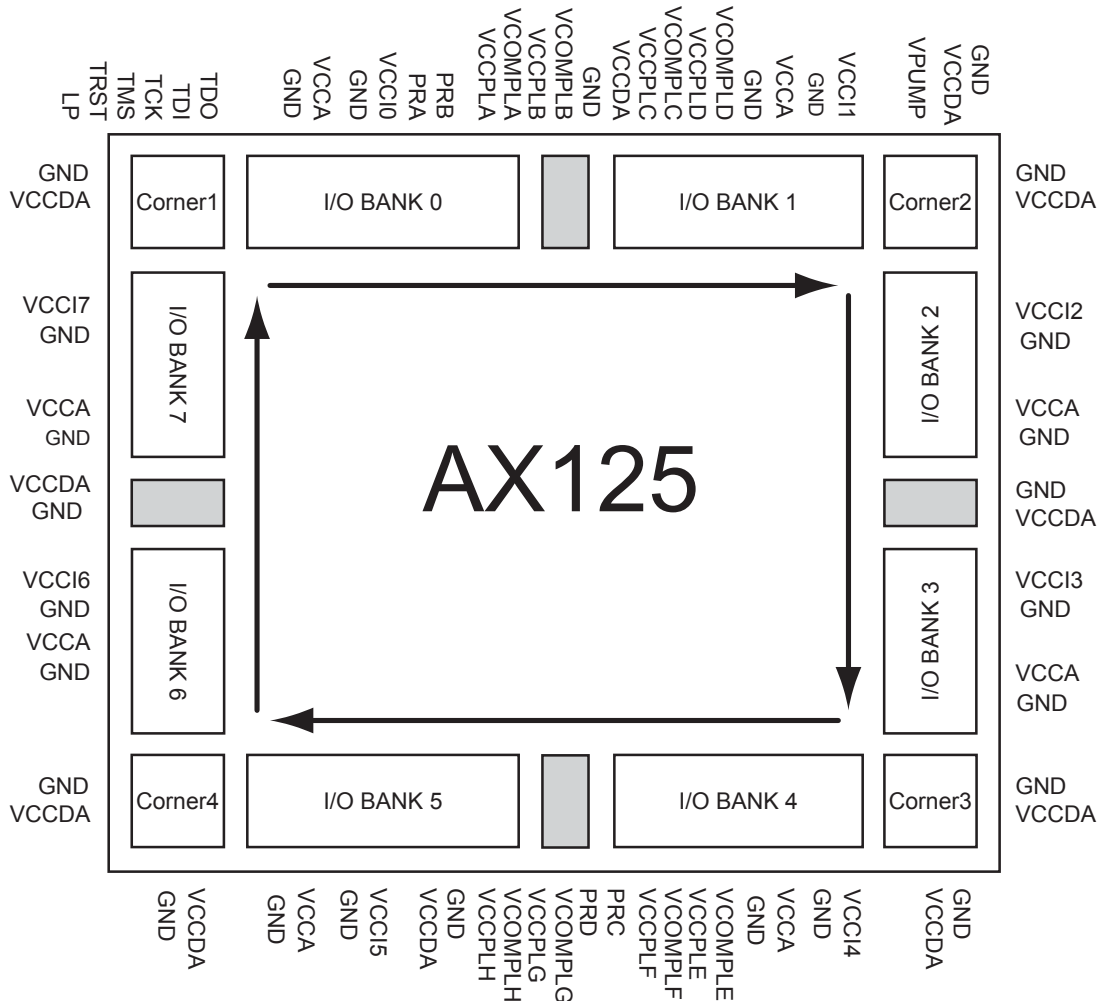 LP
TRST
TMS
TCK
TDI
TDO
GND
VCCA
GND
VCCI0
PRA
PRB
VCCPLA
VCOMPLA
VCCPLB
VCOMPLB
GND
VCCDA
VCCPLC
VCOMPLC
VCCPLD
VCOMPLD
GND
VCCA
GND
VCCI1
VPUMP
VCCDA
GND
GND
VCCDA
Corner1
I/O BANK 0
I/O BANK 1
Corner2
GND
VCCDA
VCCI7
GND
VCCA
GND
I/O BANK 7
I/O BANK 2
VCCI2
GND
VCCA
GND
AX125
VCCDA
GND
GND
VCCDA
VCCI6
GND
VCCA
GND
I/O BANK 6
I/O BANK 3
VCCI3
GND
VCCA
GND
GND
VCCDA
Corner4
I/O BANK 5
I/O BANK 4
Corner3
GND
VCCDA
GND
VCCDA
GND
VCCA
GND
VCCI5
VCCDA
GND
VCCPLH
VCOMPLH
VCCPLG
VCOMPLG
PRD
PRC
VCCPLF
VCOMPLF
VCCPLE
VCOMPLE
GND
VCCA
GND
VCCI4
VCCDA
GND